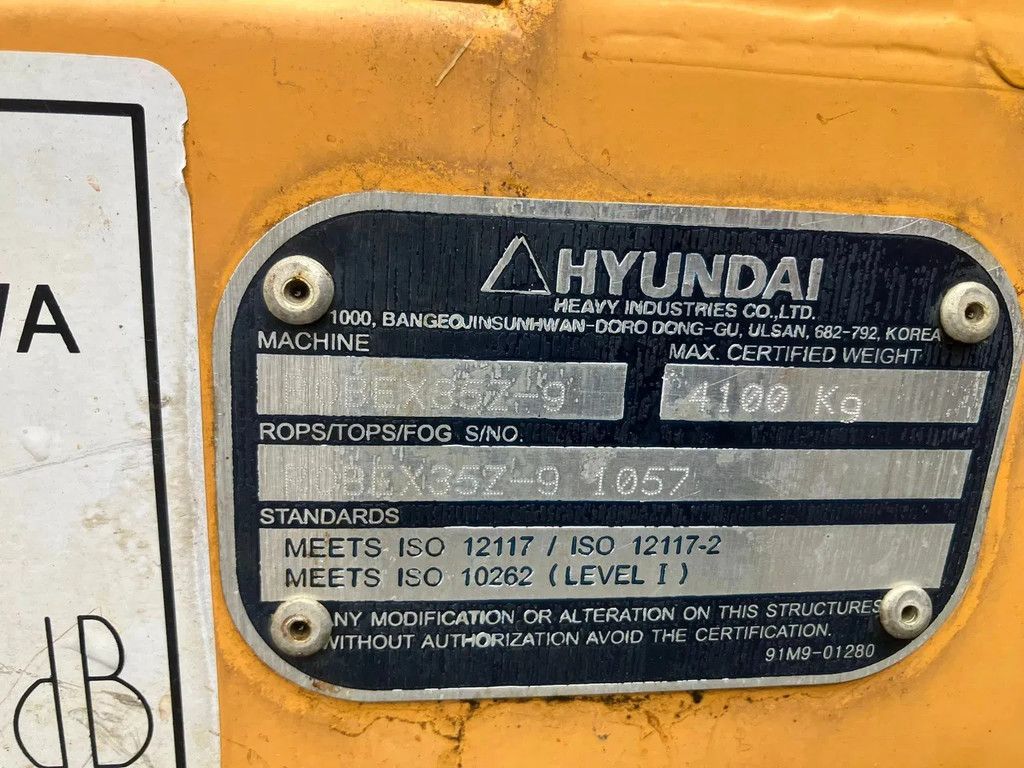 WA
dB
HYUNDAI
HEAVY INDUSTRIES CO.,LTD.
1000, BANGEOJINSUNHWAN-DORO DONG-GU, ULSAN, 682-792, KOREA
MACHINE
MAX. CERTIFIED WEIGHT
ROBEX35Z-9
4100 Kg
ROPS/TOPS/FOG S/NO.
ROBEX35Z-9 1057
STANDARDS
MEETS ISO 12117 / ISO 12117-2
MEETS ISO 10262 (LEVEL I)
ANY MODIFICATION OR ALTERATION ON THIS STRUCTURES
WITHOUT AUTHORIZATION AVOID THE CERTIFICATION.
91M9-01280